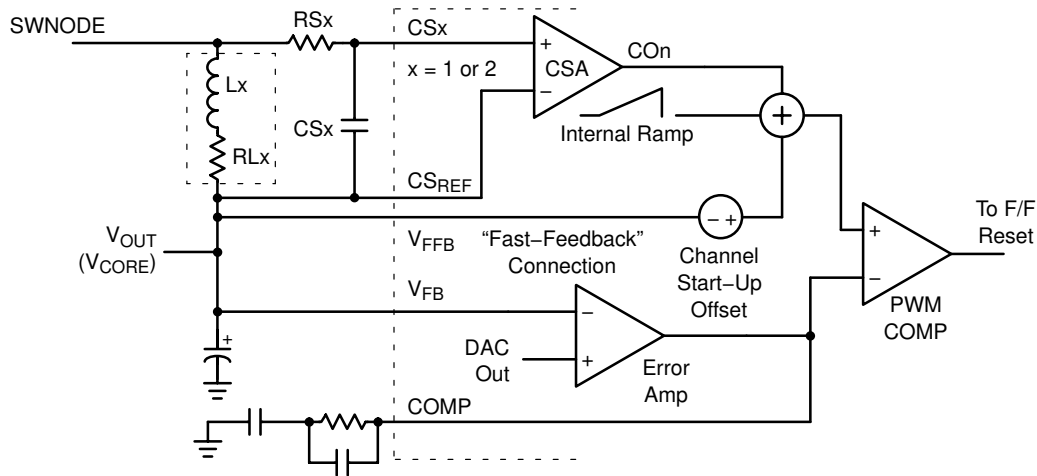 SWNODE
RSx
CSx
COn
+
CSA
−
x = 1 or 2
Lx
CSx
RLx
Internal Ramp
+
CSREF
− +
To F/F
Reset
VOUT
(VCORE)
VFFB
“Fast−Feedback”
Connection
Channel
Start−Up
Offset
+
−
PWM
COMP
VFB
−
+
DAC
Out
Error
Amp
+
COMP